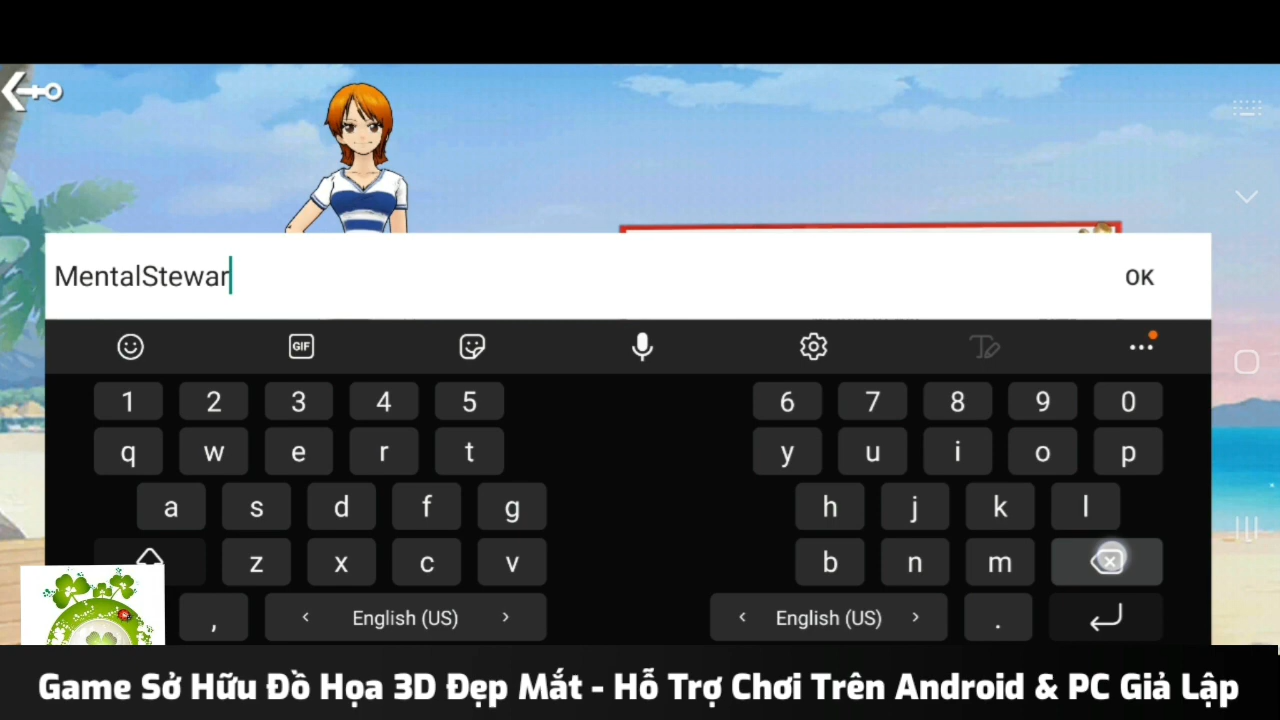 MentalStewar
OK
GIF
1 2 3 4 5 6 7 8 9 0
q w e r t y u i o p
a s d f g h j k l
z x c v b n m
, < English (US) > < English (US) > .
Game Sở Hữu Đồ Họa 3D Đẹp Mắt - Hỗ Trợ Chơi Trên Android & PC Giả Lập